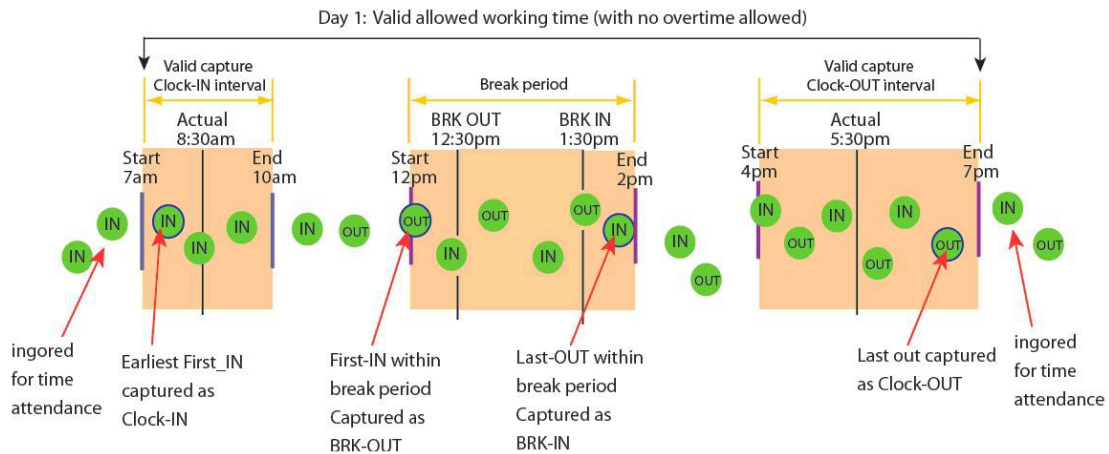 Day 1: Valid allowed working time (with no overtime allowed)
Valid capture
Clock-IN interval
Break period
Valid capture
Clock-OUT interval
Actual
8:30am
BRK OUT
12:30pm
BRK IN
1:30pm
Actual
5:30pm
Start
7am
End
10am
Start
12pm
End
2pm
Start
4pm
End
7pm
IN
IN
IN
IN
IN
IN
OUT
OUT
IN
OUT
IN
OUT
IN
IN
OUT
IN
OUT
IN
OUT
IN
OUT
IN
OUT
ingored
for time
attendance
Earliest First_IN
captured as
Clock-IN
First-IN within
break period
Captured as
BRK-OUT
Last-OUT within
break period
Captured as
BRK-IN
Last out captured
as Clock-OUT
ingored
for time
attendance